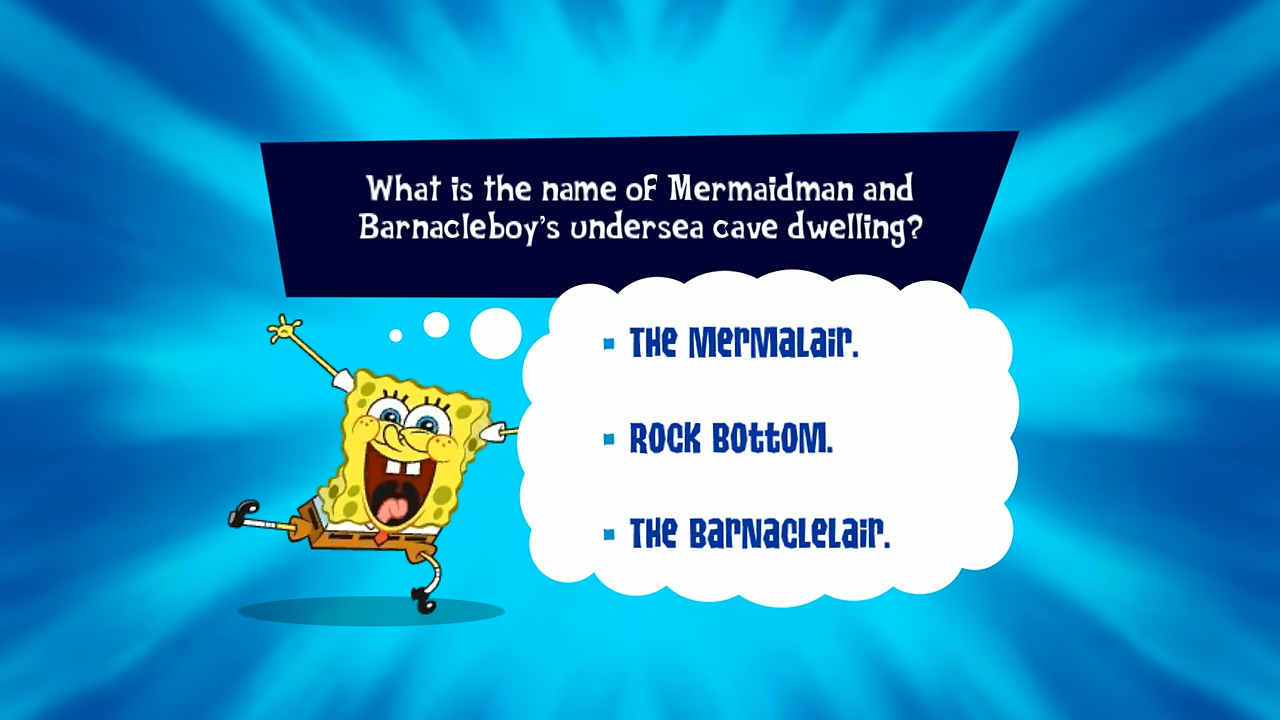 What is the name of Mermaidman and
Barnacleboy's undersea cave dwelling?
▪ The Mermalair.
▪ Rock Bottom.
▪ The Barnaclelair.